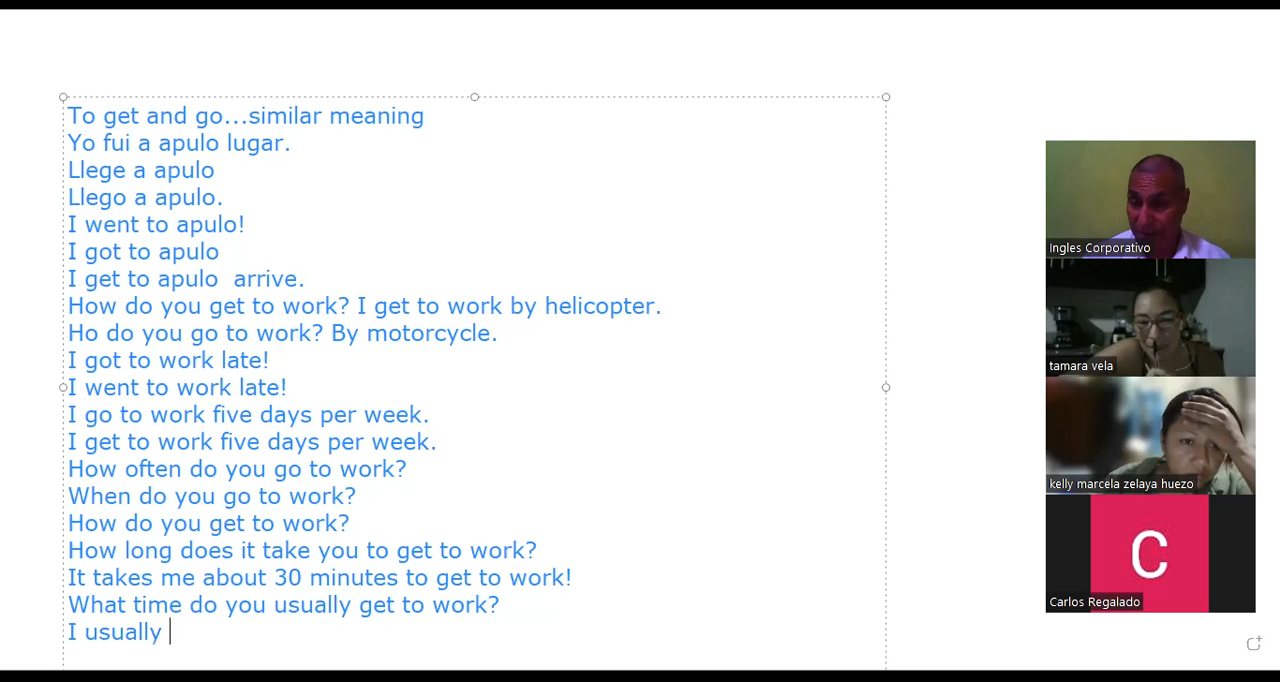 To get and go...similar meaning
Yo fui a apulo lugar.
Llege a apulo
Llego a apulo.
I went to apulo!
I got to apulo
I get to apulo  arrive.
How do you get to work? I get to work by helicopter.
Ho do you go to work? By motorcycle.
I got to work late!
I went to work late!
I go to work five days per week.
I get to work five days per week.
How often do you go to work?
When do you go to work?
How do you get to work?
How long does it take you to get to work?
It takes me about 30 minutes to get to work!
What time do you usually get to work?
I usually
Ingles Corporativo
tamara vela
kelly marcela zelaya huezo
C
Carlos Regalado